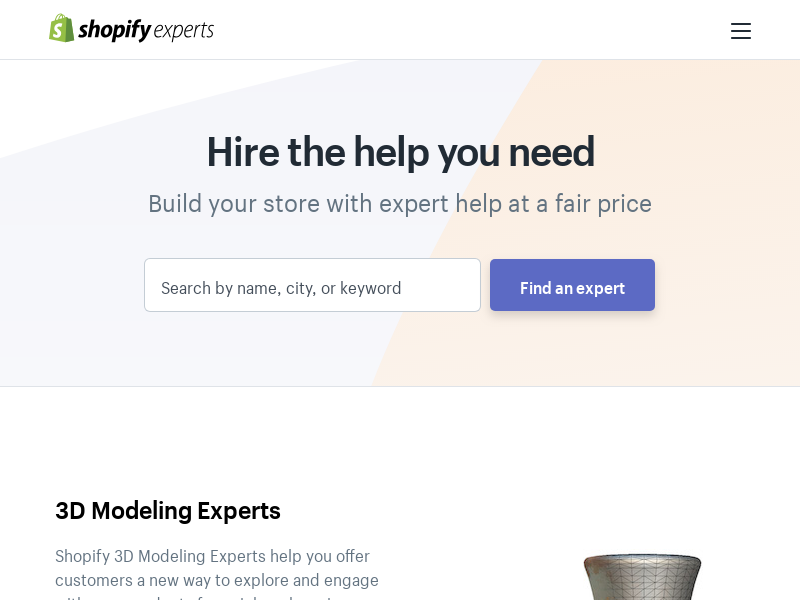 shopify experts
Hire the help you need
Build your store with expert help at a fair price
Search by name, city, or keyword
Find an expert
3D Modeling Experts
Shopify 3D Modeling Experts help you offer
customers a new way to explore and engage